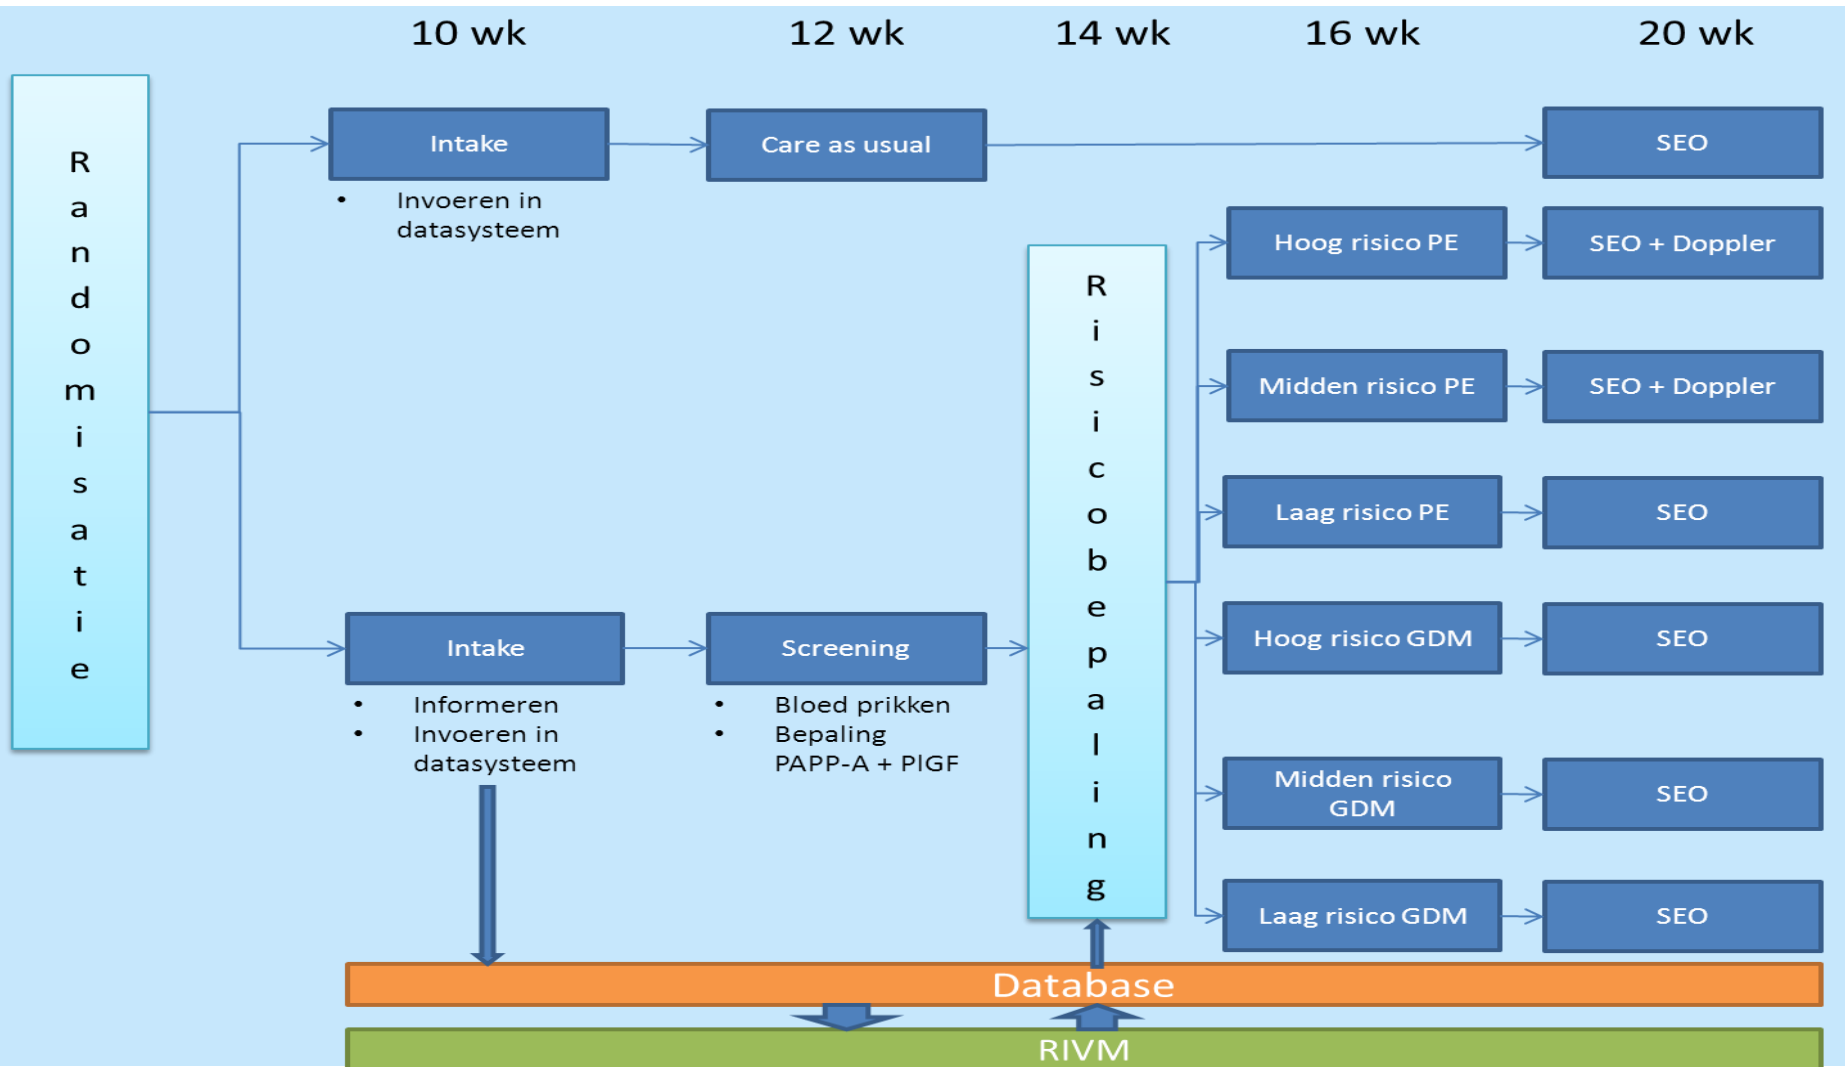 10 wk
12 wk
14 wk
16 wk
20 wk
Randomisatie
Intake
• Invoeren in
datasysteem
Care as usual
SEO
Intake
• Informeren
• Invoeren in
datasysteem
Screening
• Bloed prikken
• Bepaling
PAPP-A + PlGF
Risicobepaling
Hoog risico PE
SEO + Doppler
Midden risico PE
SEO + Doppler
Laag risico PE
SEO
Hoog risico GDM
SEO
Midden risico
GDM
SEO
Laag risico GDM
SEO
Database
RIVM